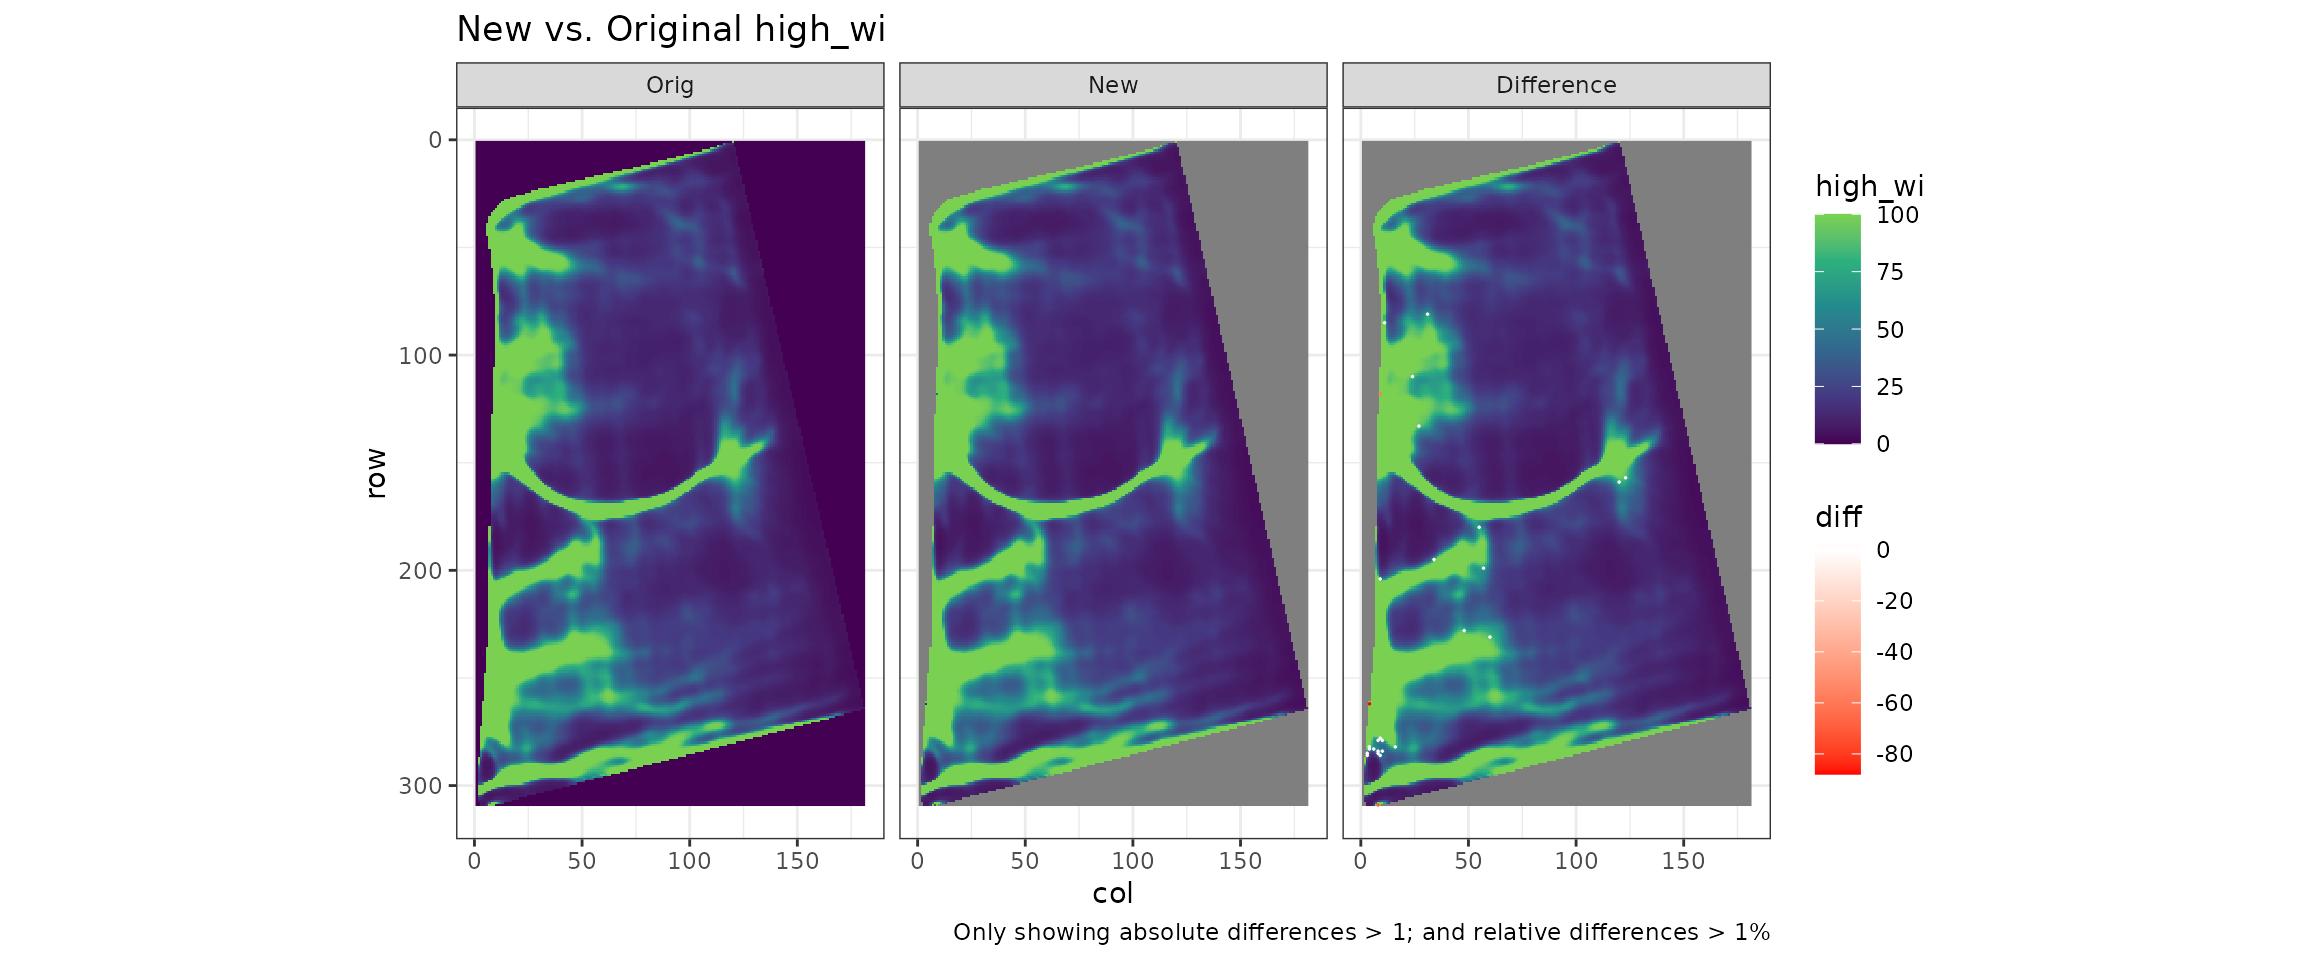 New vs. Original high_wi
Orig
New
Difference
0
100
200
300
row
0 50 100 150
0 50 100 150
0 50 100 150
col
high_wi
100
75
50
25
0
diff
0
-20
-40
-60
-80
Only showing absolute differences > 1; and relative differences > 1%